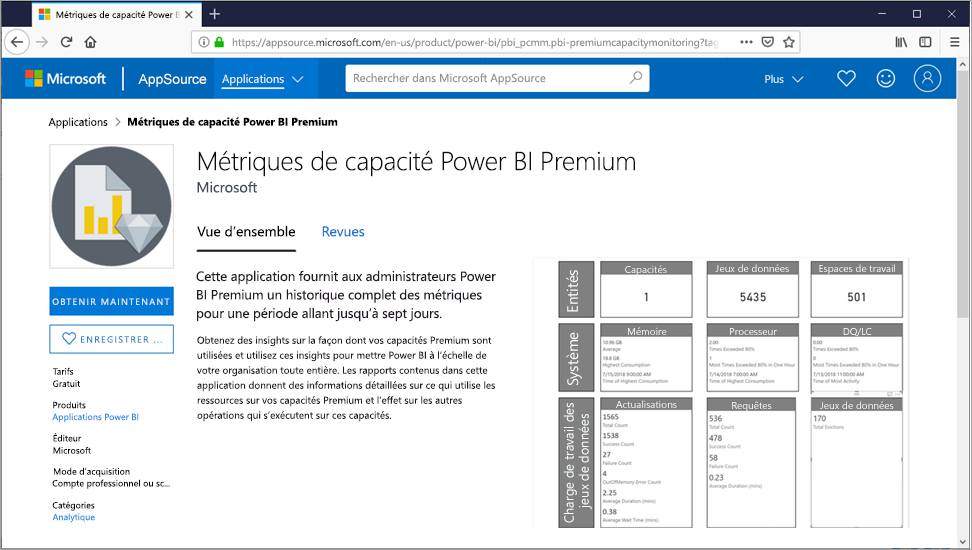 Métriques de capacité Power B
https://appsource.microsoft.com/en-us/product/power-bi/pbi_pcmm.pbi-premiumcapacitymonitoring?tag
Microsoft
AppSource
Applications
Rechercher dans Microsoft AppSource
Plus
Applications > Métriques de capacité Power BI Premium
Métriques de capacité Power BI Premium
Microsoft
Vue d'ensemble
Revues
Cette application fournit aux administrateurs Power
BI Premium un historique complet des métriques
pour une période allant jusqu'à sept jours.
Obtenez des insights sur la façon dont vos capacités Premium sont
utilisées et utilisez ces insights pour mettre Power BI à l'échelle de
votre organisation toute entière. Les rapports contenus dans cette
application donnent des informations détaillées sur ce qui utilise les
ressources sur vos capacités Premium et l'effet sur les autres
opérations qui s'exécutent sur ces capacités.
OBTENIR MAINTENANT
ENREGISTRER ...
Tarifs
Gratuit
Produits
Applications Power BI
Éditeur
Microsoft
Mode d'acquisition
Compte professionnel ou sc...
Catégories
Analytique
Entités
Capacités
1
Jeux de données
5435
Espaces de travail
501
Système
Mémoire
10.96 GB
Average
18.8 GB
Highest Consumption
7/15/2018 9:00:00 AM
Time of Highest Consumption
Processeur
2.00
Times Exceeded 80%
1
Most Times Exceeded 80% in One Hour
7/14/2018 7:00:00 AM
Time of Highest Consumption
DQ/LC
0.00
Times Exceeded 80%
0
Most Times Exceeded 80% in One Hour
7/13/2018 11:00:00 AM
Time of Most Activity
Charge de travail des
jeux de données
Actualisations
1565
Total Count
1538
Success Count
27
Failure Count
4
OutOfMemory Error Count
2.25
Average Duration (mins)
0.38
Average Wait Time (mins)
Requêtes
536
Total Count
478
Success Count
58
Failure Count
0.23
Average Duration (mins)
Jeux de données
170
Total Evictions